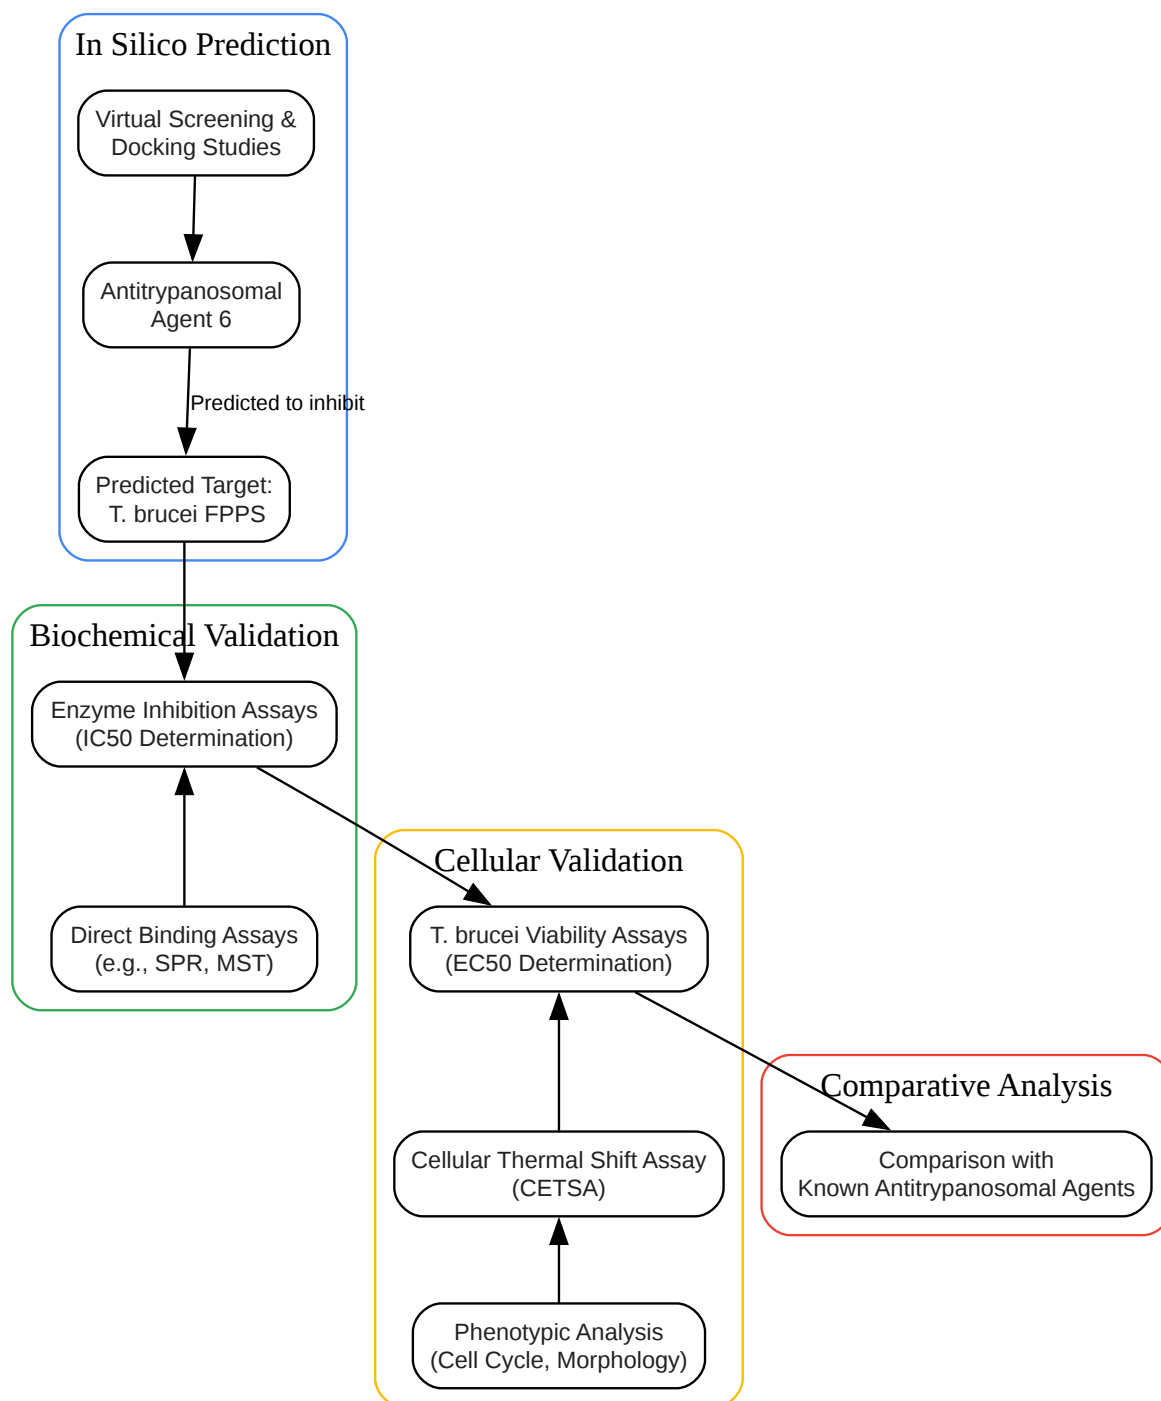 In Silico Prediction
Virtual Screening &
Docking Studies
Antitrypanosomal
Agent 6
Predicted to inhibit
Predicted Target:
T. brucei FPPS
Biochemical Validation
Enzyme Inhibition Assays
(IC50 Determination)
Direct Binding Assays
(e.g., SPR, MST)
Cellular Validation
T. brucei Viability Assays
(EC50 Determination)
Cellular Thermal Shift Assay
(CETSA)
Phenotypic Analysis
(Cell Cycle, Morphology)
Comparative Analysis
Comparison with
Known Antitrypanosomal Agents